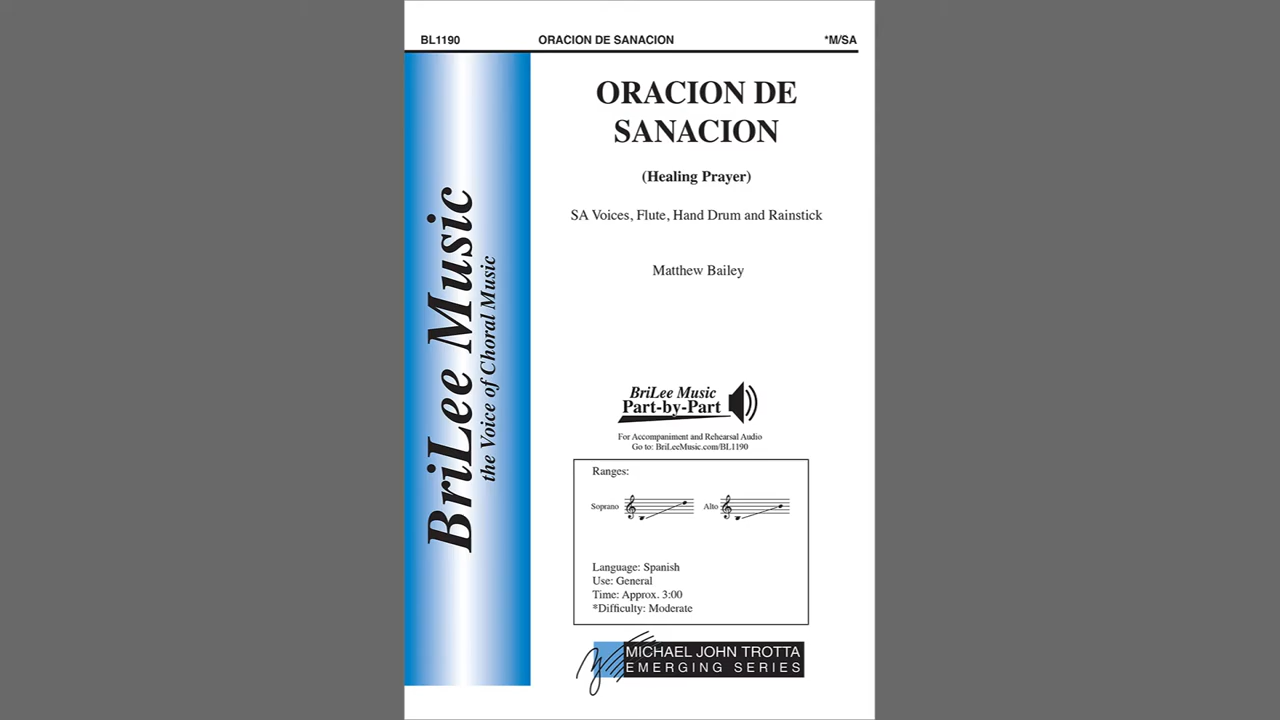 BL1190 ORACION DE SANACION *M/SA
BriLee Music
the Voice of Choral Music
ORACION DE
SANACION
(Healing Prayer)
SA Voices, Flute, Hand Drum and Rainstick
Matthew Bailey
BriLee Music
Part-by-Part
For Accompaniment and Rehearsal Audio
Go to: BriLeeMusic.com/BL1190
Ranges:
Soprano Alto
Language: Spanish
Use: General
Time: Approx. 3:00
*Difficulty: Moderate
MICHAEL JOHN TROTTA
EMERGING SERIES